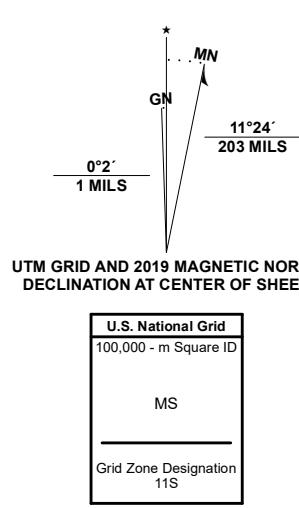 ★
MN
GN
11°24´
203 MILS
0°2´
1 MILS
UTM GRID AND 2019 MAGNETIC NOR
DECLINATION AT CENTER OF SHEE
U.S. National Grid
100,000 - m Square ID
MS
Grid Zone Designation
11S